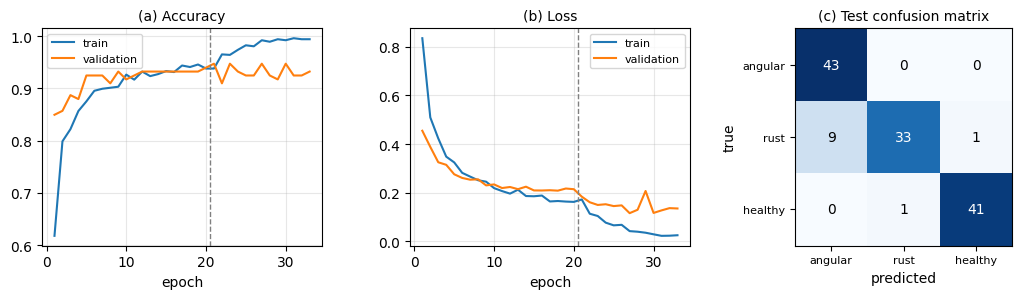 (a) Accuracy
train
validation
1.0
0.9
0.8
0.7
0.6
0
10
20
30
epoch
(b) Loss
train
validation
0.8
0.6
0.4
0.2
0.0
0
10
20
30
epoch
(c) Test confusion matrix
true
angular
43
0
0
rust
9
33
1
healthy
0
1
41
angular
rust
healthy
predicted